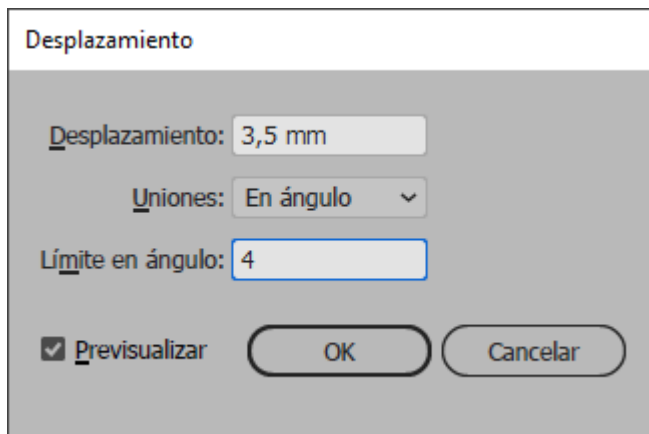 Desplazamiento
Desplazamiento: 3,5 mm
Uniones: En ángulo
Límite en ángulo: 4
Previsualizar OK Cancelar